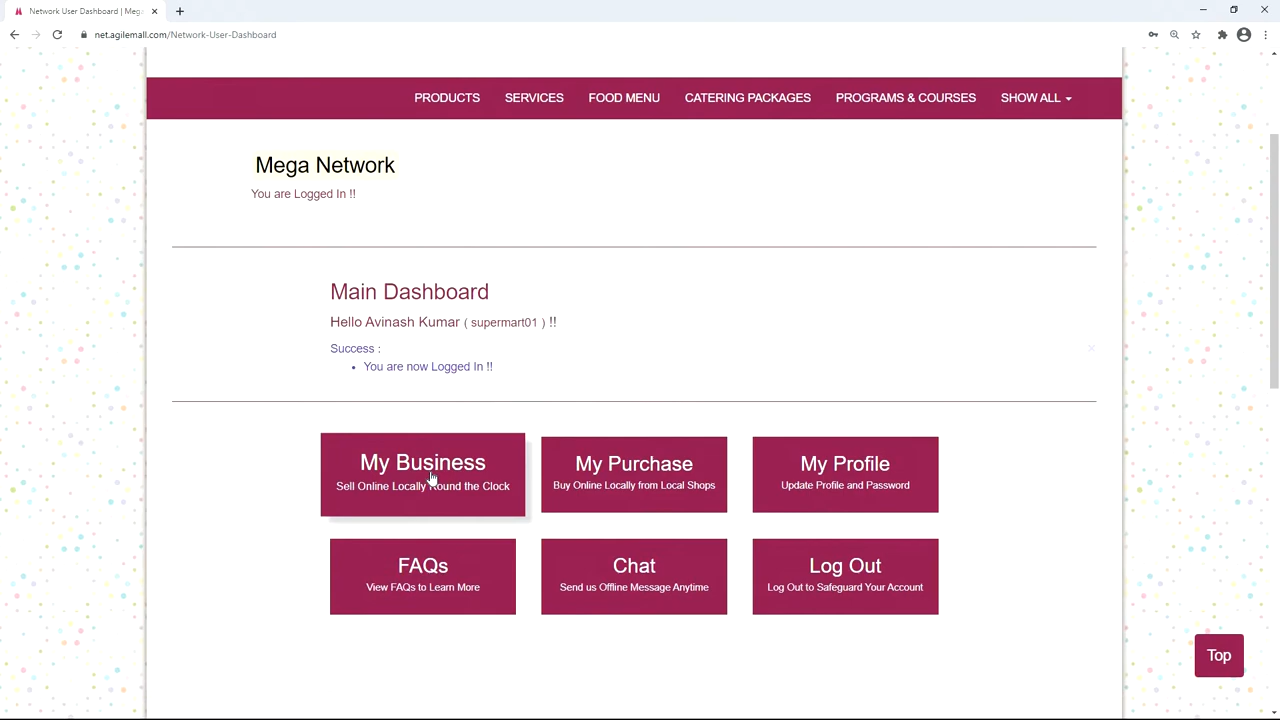 Network User Dashboard | Mega
net.agilemall.com/Network-User-Dashboard
PRODUCTS SERVICES FOOD MENU CATERING PACKAGES PROGRAMS & COURSES SHOW ALL
Mega Network
You are Logged In !!
Main Dashboard
Hello Avinash Kumar ( supermart01 ) !!
Success :
• You are now Logged In !!
My Business
Sell Online Locally Round the Clock
My Purchase
Buy Online Locally from Local Shops
My Profile
Update Profile and Password
FAQs
View FAQs to Learn More
Chat
Send us Offline Message Anytime
Log Out
Log Out to Safeguard Your Account
Top